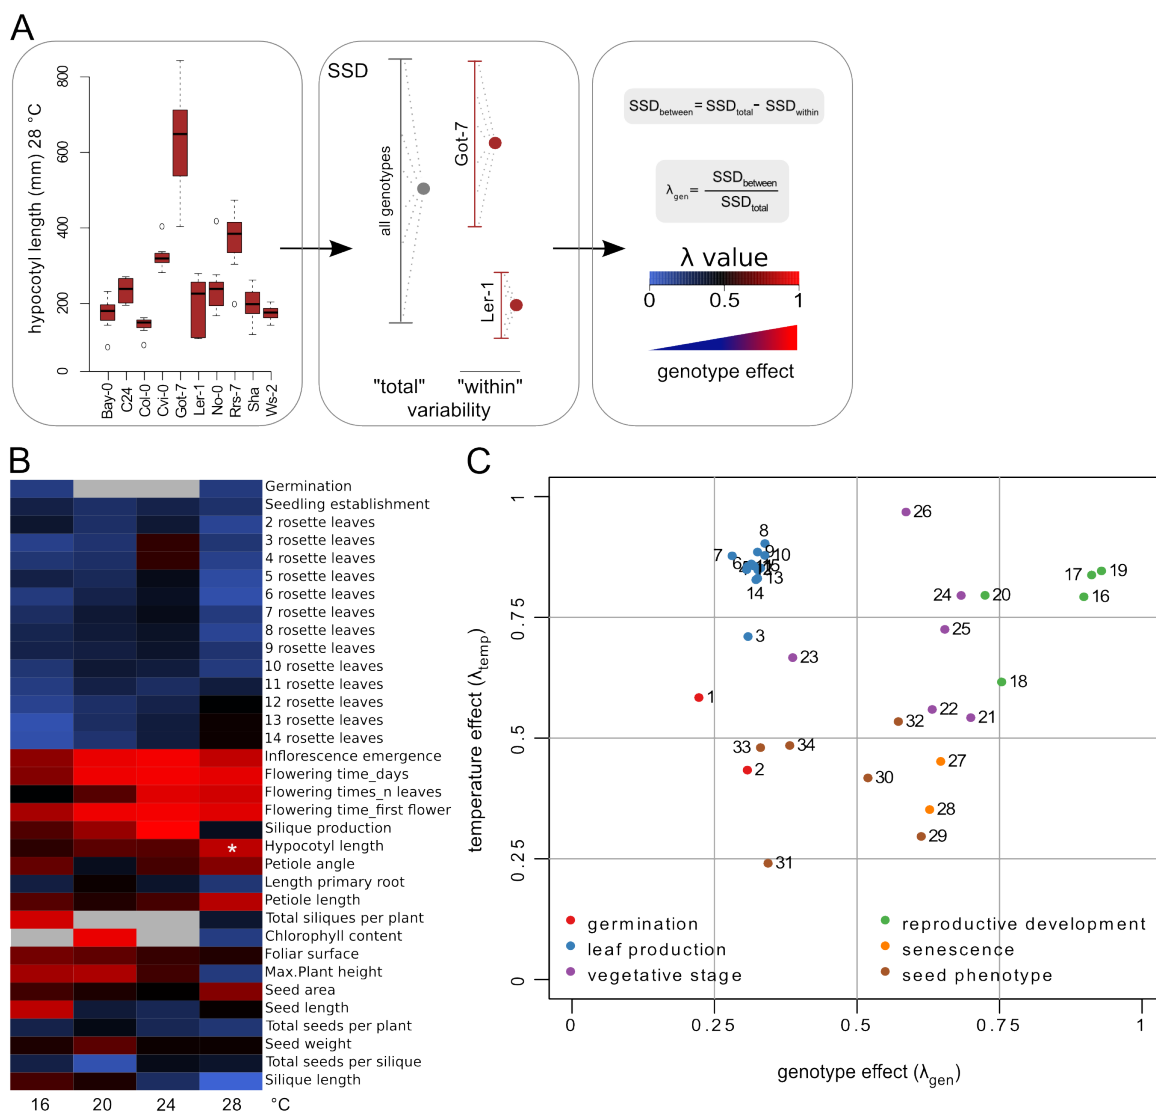 A
hypocotyl length (mm) 28 °C
800
600
400
200
0
Bay-0
C24
Col-0
Cvi-0
Got-7
Ler-1
No-0
Rrs-7
Sha
Ws-2
SSD
all genotypes
Got-7
Ler-1
"total"
"within"
variability
SSDbetween = SSDtotal - SSDwithin
λgen = SSDbetween
SSDtotal
λ value
0 0.5 1
genotype effect
B
Germination
Seedling establishment
2 rosette leaves
3 rosette leaves
4 rosette leaves
5 rosette leaves
6 rosette leaves
7 rosette leaves
8 rosette leaves
9 rosette leaves
10 rosette leaves
11 rosette leaves
12 rosette leaves
13 rosette leaves
14 rosette leaves
Inflorescence emergence
Flowering time_days
Flowering times_n leaves
Flowering time_first flower
Silique production
Hypocotyl length
*
Petiole angle
Length primary root
Petiole length
Total siliques per plant
Chlorophyll content
Foliar surface
Max.Plant height
Seed area
Seed length
Total seeds per plant
Seed weight
Total seeds per silique
Silique length
16 20 24 28 °C
C
temperature effect (λtemp)
1
0.75
0.5
0.25
0
26
8
7
9
10
6
15
13
14
17
19
16
24
20
25
3
23
18
1
22
21
32
33
34
2
27
30
28
29
31
germination
leaf production
vegetative stage
reproductive development
senescence
seed phenotype
0 0.25 0.5 0.75 1
genotype effect (λgen)